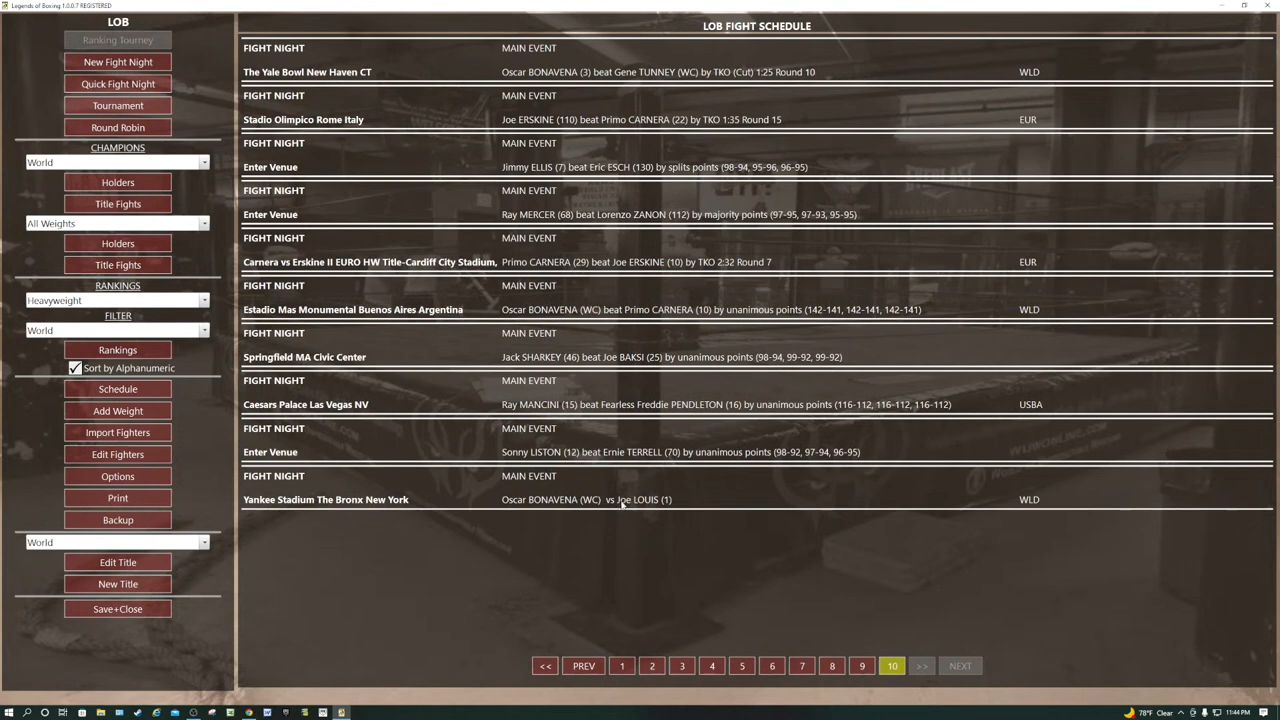 Legends of Boxing 1.0.0.7 REGISTERED
LOB
Ranking Tourney
New Fight Night
Quick Fight Night
Tournament
Round Robin
CHAMPIONS
World
Holders
Title Fights
All Weights
Holders
Title Fights
RANKINGS
Heavyweight
FILTER
World
Rankings
Sort by Alphanumeric
Schedule
Add Weight
Import Fighters
Edit Fighters
Options
Print
Backup
World
Edit Title
New Title
Save+Close
LOB FIGHT SCHEDULE
FIGHT NIGHT MAIN EVENT
The Yale Bowl New Haven CT Oscar BONAVENA (3) beat Gene TUNNEY (WC) by TKO (Cut) 1:25 Round 10 WLD
FIGHT NIGHT MAIN EVENT
Stadio Olimpico Rome Italy Joe ERSKINE (110) beat Primo CARNERA (22) by TKO 1:35 Round 15 EUR
FIGHT NIGHT MAIN EVENT
Enter Venue Jimmy ELLIS (7) beat Eric ESCH (130) by splits points (98-94, 95-96, 96-95)
FIGHT NIGHT MAIN EVENT
Enter Venue Ray MERCER (68) beat Lorenzo ZANON (112) by majority points (97-95, 97-93, 95-95)
FIGHT NIGHT MAIN EVENT
Carnera vs Erskine II EURO HW Title-Cardiff City Stadium, Primo CARNERA (29) beat Joe ERSKINE (10) by TKO 2:32 Round 7 EUR
FIGHT NIGHT MAIN EVENT
Estadio Mas Monumental Buenos Aires Argentina Oscar BONAVENA (WC) beat Primo CARNERA (10) by unanimous points (142-141, 142-141, 142-141) WLD
FIGHT NIGHT MAIN EVENT
Springfield MA Civic Center Jack SHARKEY (46) beat Joe BAKSI (25) by unanimous points (98-94, 99-92, 99-92)
FIGHT NIGHT MAIN EVENT
Caesars Palace Las Vegas NV Ray MANCINI (15) beat Fearless Freddie PENDLETON (16) by unanimous points (116-112, 116-112, 116-112) USBA
FIGHT NIGHT MAIN EVENT
Enter Venue Sonny LISTON (12) beat Ernie TERRELL (70) by unanimous points (98-92, 97-94, 96-95)
FIGHT NIGHT MAIN EVENT
Yankee Stadium The Bronx New York Oscar BONAVENA (WC) vs Joe LOUIS (1) WLD
<< PREV 1 2 3 4 5 6 7 8 9 10 >> NEXT
78°F Clear 11:44 PM